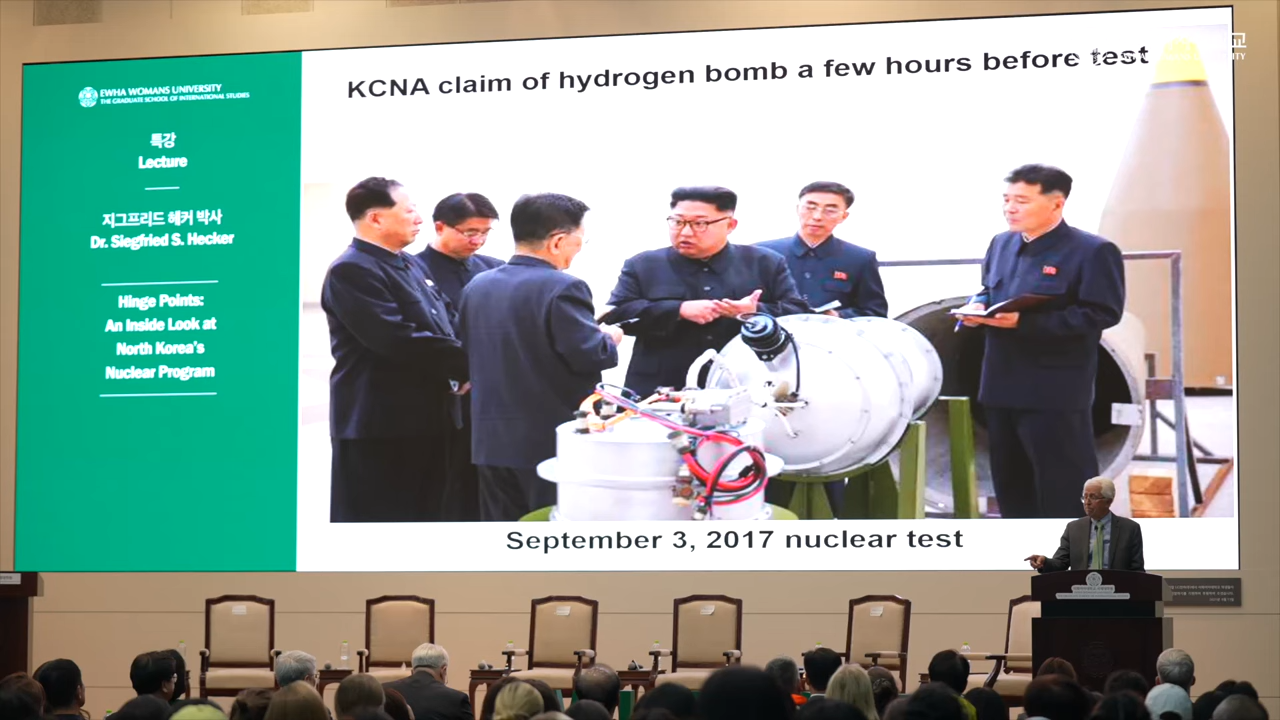 EWHA WOMANS UNIVERSITY
THE GRADUATE SCHOOL OF INTERNATIONAL STUDIES
특강
Lecture
지그프리드 헤커 박사
Dr. Siegfried S. Hecker
Hinge Points:
An Inside Look at
North Korea's
Nuclear Program
KCNA claim of hydrogen bomb a few hours before test
September 3, 2017 nuclear test